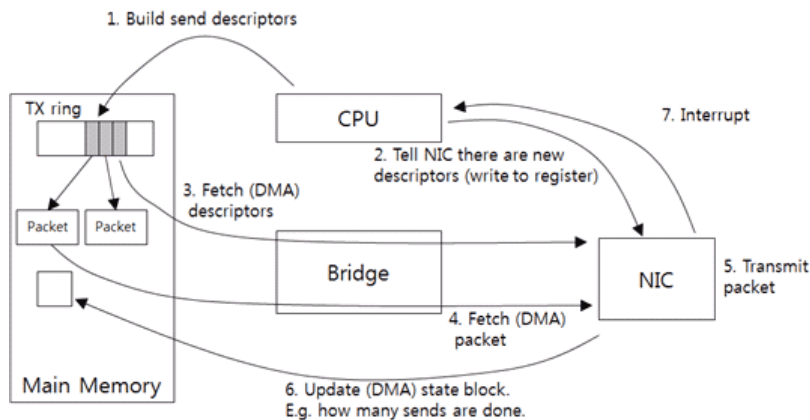 1. Build send descriptors
TX ring
CPU
7. Interrupt
2. Tell NIC there are new
descriptors (write to register)
3. Fetch (DMA)
descriptors
Packet
Packet
Bridge
NIC
5. Transmit
packet
4. Fetch (DMA)
packet
Main Memory
6. Update (DMA) state block.
E.g. how many sends are done.